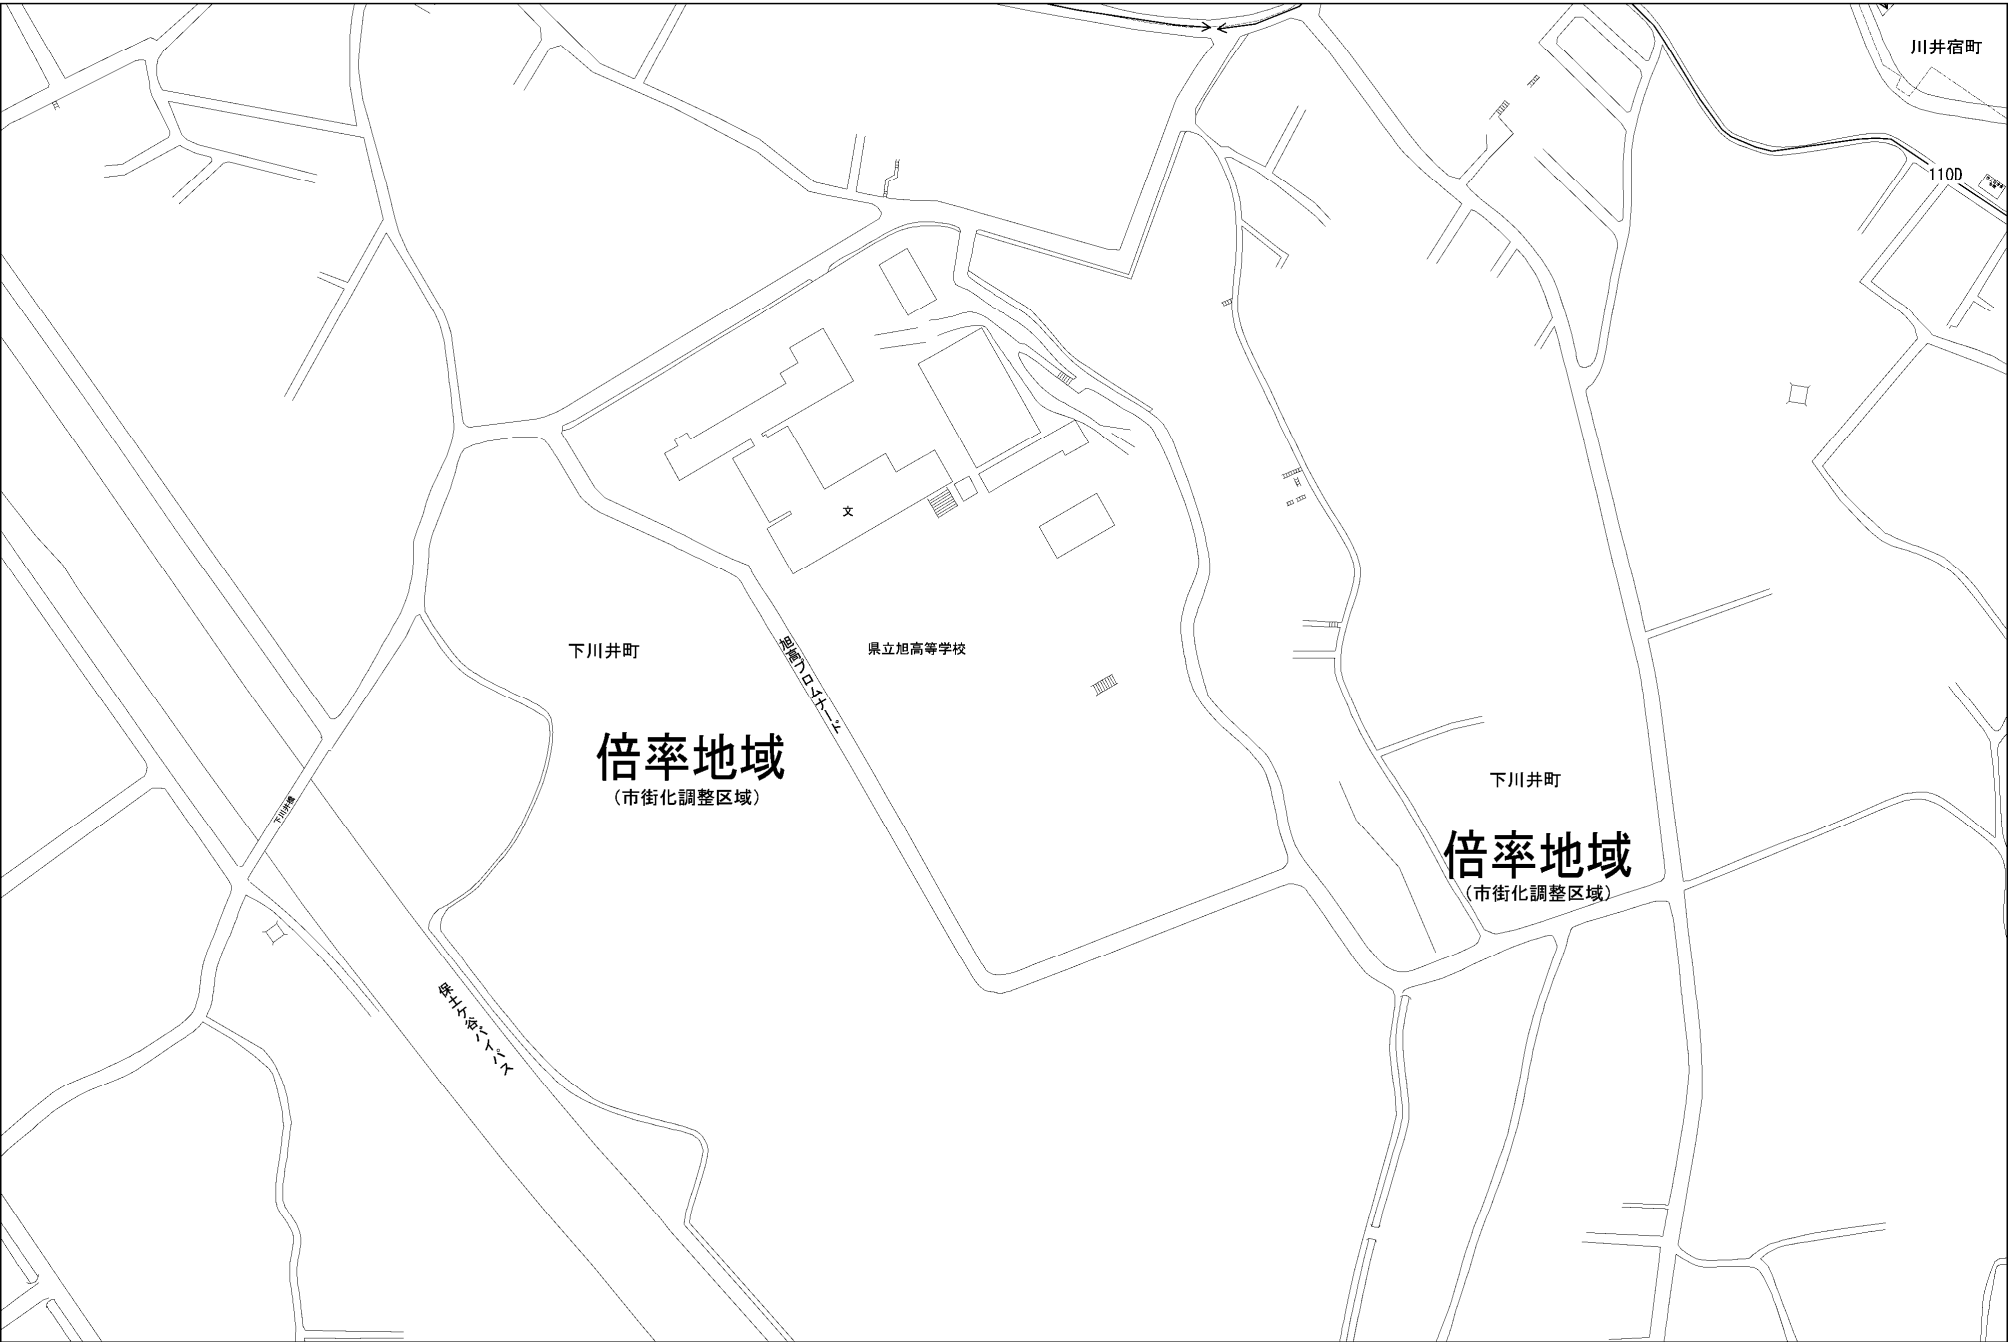 川井宿町
110D
文
下川井町
県立旭高等学校
旭高プロムナード
倍率地域
(市街化調整区域)
下川井町
下川井橋
倍率地域
(市街化調整区域)
保土ケ谷バイパス